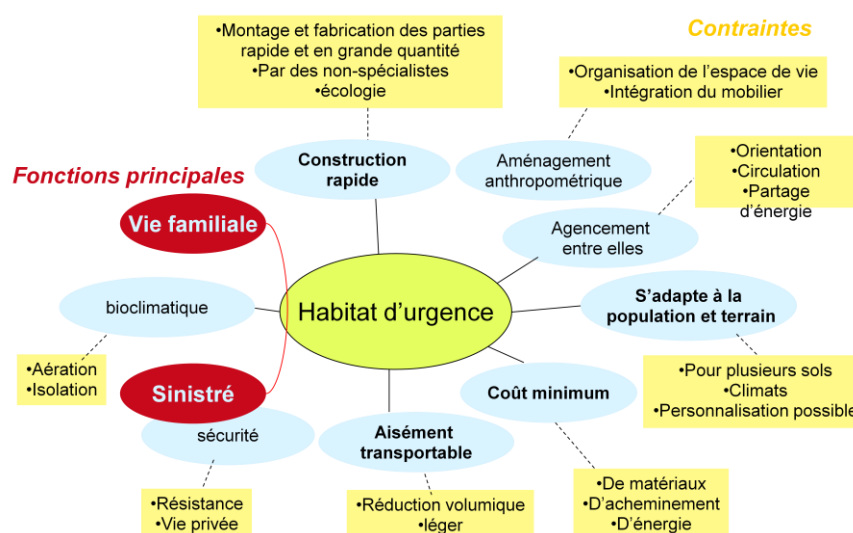 •Montage et fabrication des parties
rapide et en grande quantité
•Par des non-spécialistes
•écologie
Contraintes
•Organisation de l'espace de vie
•Intégration du mobilier
Construction
rapide
Aménagement
anthropométrique
•Orientation
•Circulation
•Partage
d'énergie
Fonctions principales
Vie familiale
Agencement
entre elles
bioclimatique
Habitat d'urgence
S'adapte à la
population et terrain
•Aération
•Isolation
Sinistré
sécurité
Aisément
transportable
Coût minimum
•Pour plusieurs sols
•Climats
•Personnalisation possible
•Résistance
•Vie privée
•Réduction volumique
•léger
•De matériaux
•D'acheminement
•D'énergie